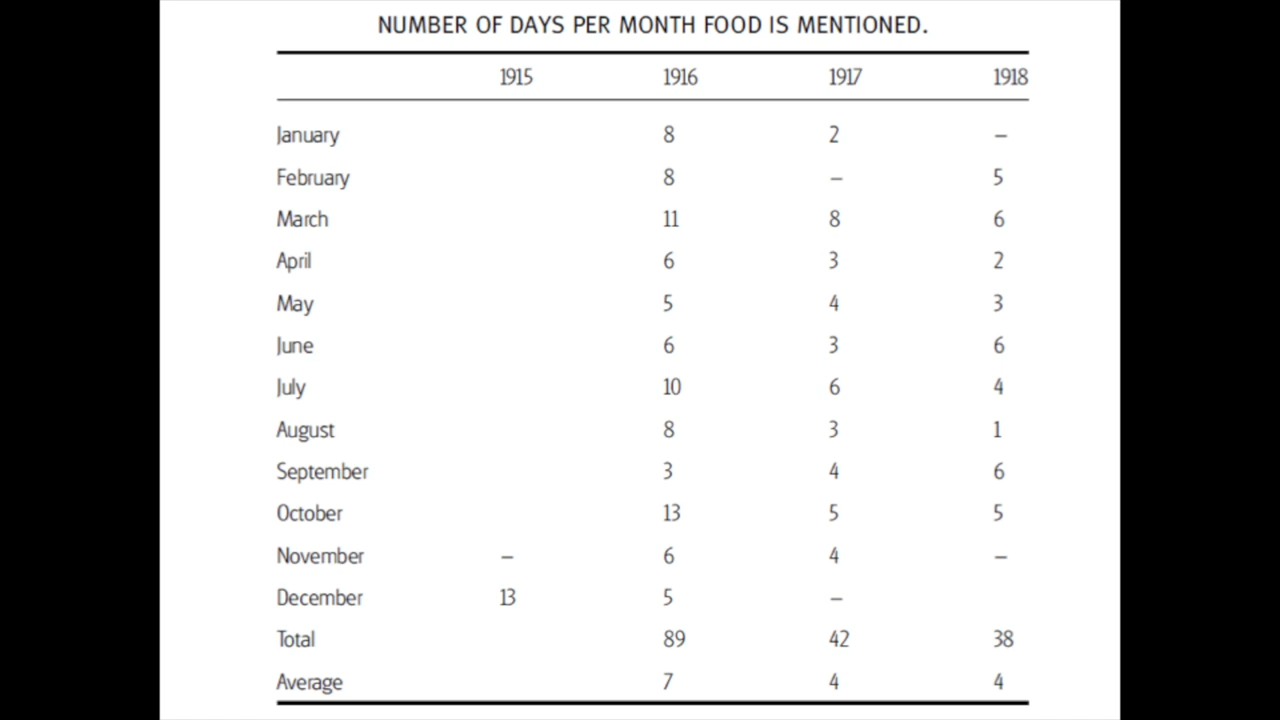 NUMBER OF DAYS PER MONTH FOOD IS MENTIONED.
1915 1916 1917 1918
January 8 2 –
February 8 – 5
March 11 8 6
April 6 3 2
May 5 4 3
June 6 3 6
July 10 6 4
August 8 3 1
September 3 4 6
October 13 5 5
November – 6 4 –
December 13 5 –
Total 89 42 38
Average 7 4 4